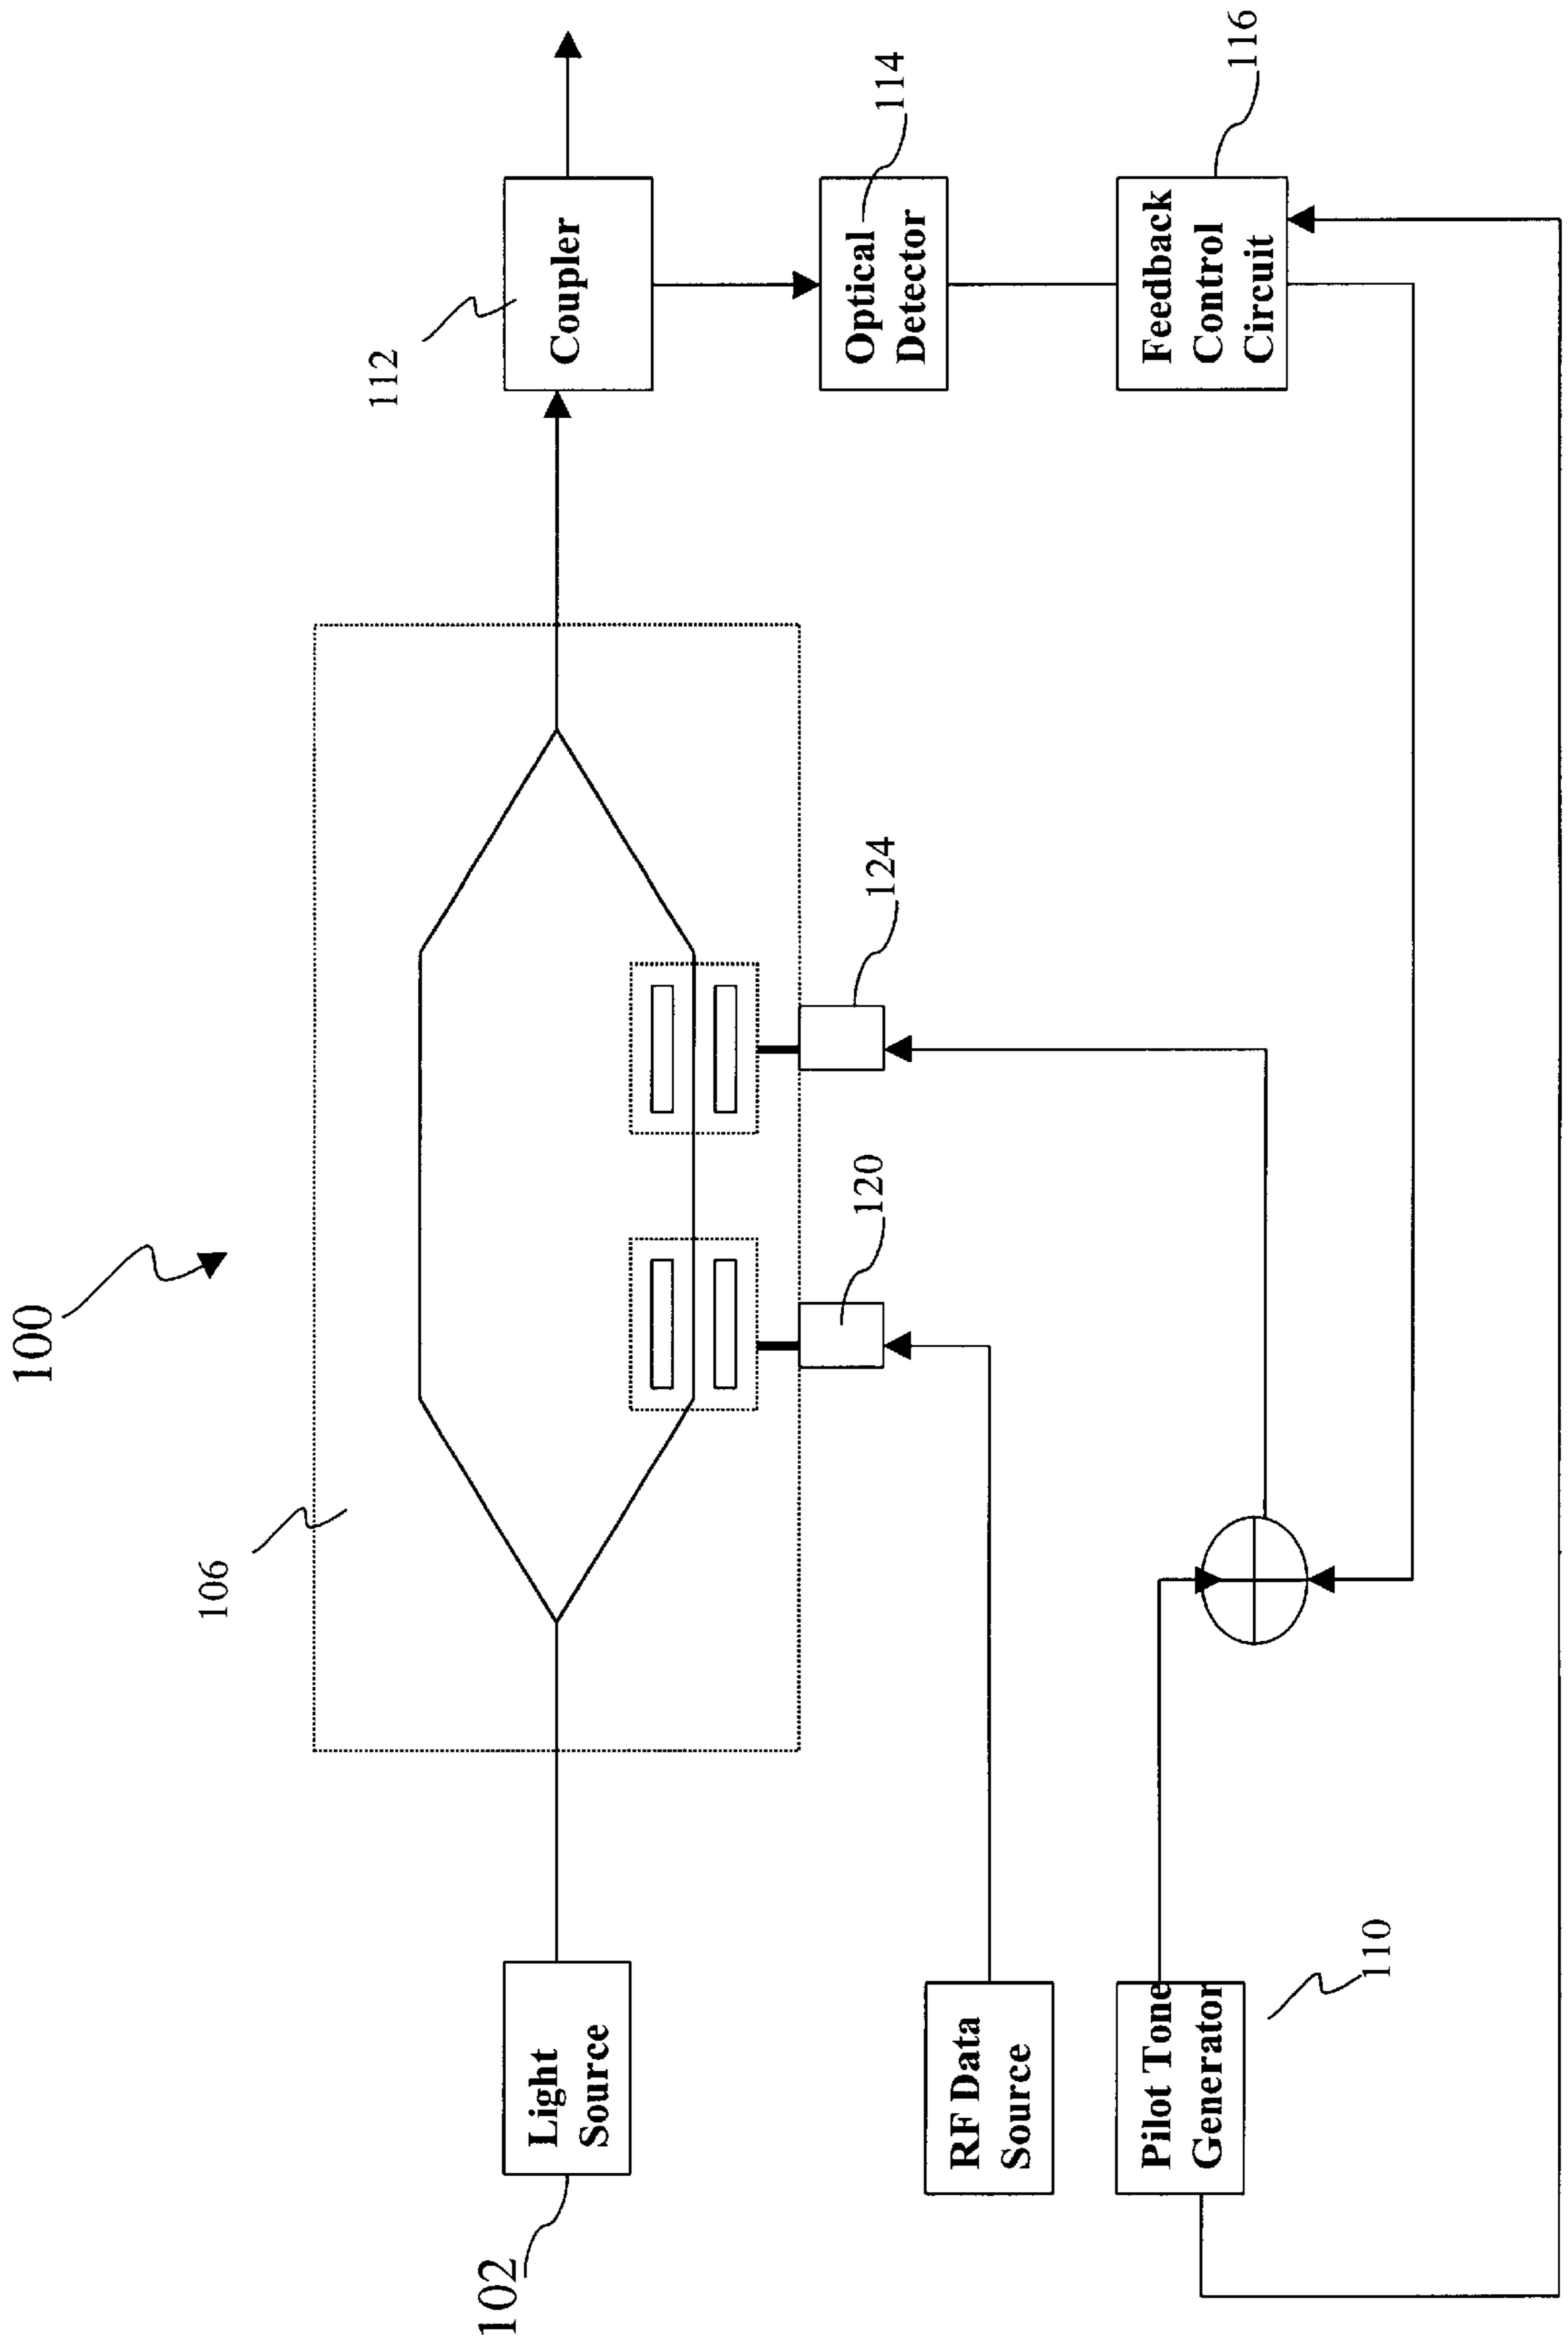 100
106
112
Coupler
Light
Source
102
Optical
Detector
114
124
120
RF Data
Source
Feedback
Control
Circuit
116
Pilot Tone
Generator
110